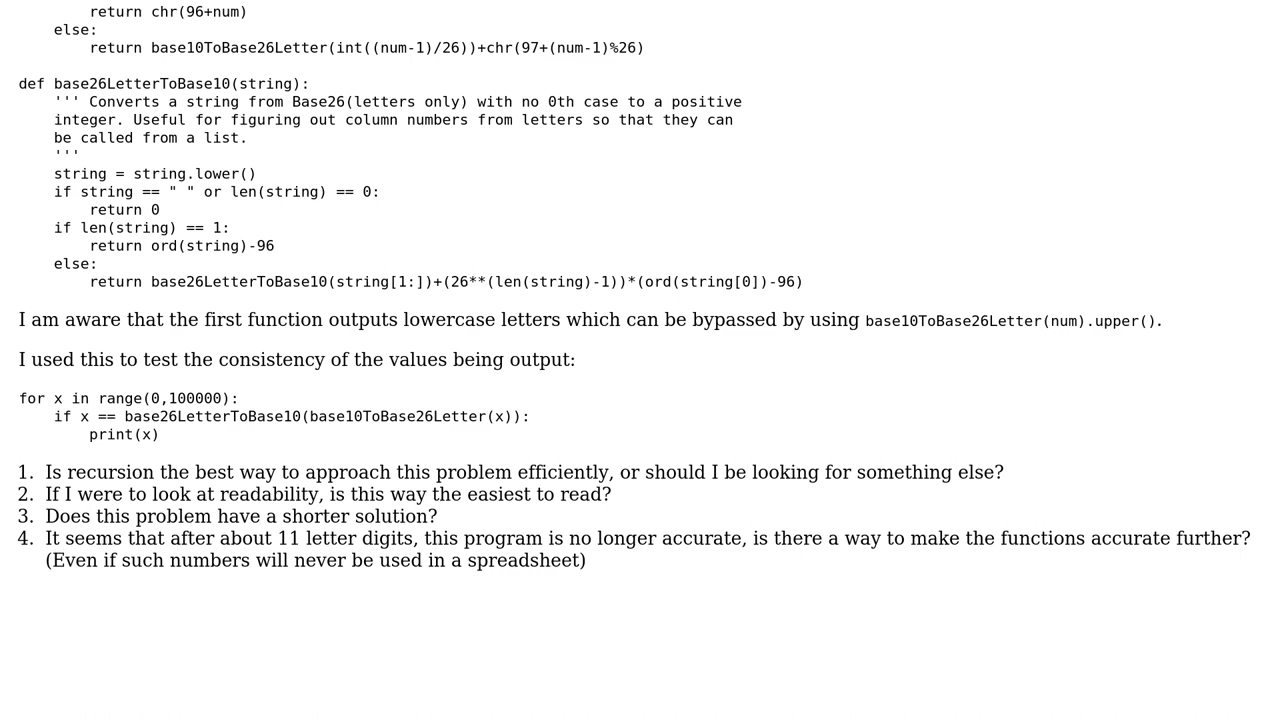 return chr(96+num)
    else:
        return base10ToBase26Letter(int((num-1)/26))+chr(97+(num-1)%26)

def base26LetterToBase10(string):
    ''' Converts a string from Base26(letters only) with no 0th case to a positive
    integer. Useful for figuring out column numbers from letters so that they can
    be called from a list.
    '''
    string = string.lower()
    if string == " " or len(string) == 0:
        return 0
    if len(string) == 1:
        return ord(string)-96
    else:
        return base26LetterToBase10(string[1:])+(26**(len(string)-1))*(ord(string[0])-96)

I am aware that the first function outputs lowercase letters which can be bypassed by using base10ToBase26Letter(num).upper().

I used this to test the consistency of the values being output:

for x in range(0,100000):
    if x == base26LetterToBase10(base10ToBase26Letter(x)):
        print(x)

1. Is recursion the best way to approach this problem efficiently, or should I be looking for something else?
2. If I were to look at readability, is this way the easiest to read?
3. Does this problem have a shorter solution?
4. It seems that after about 11 letter digits, this program is no longer accurate, is there a way to make the functions accurate further?
(Even if such numbers will never be used in a spreadsheet)